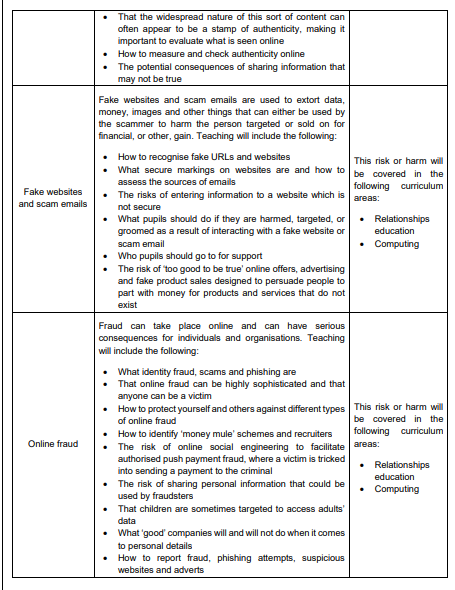 • That the widespread nature of this sort of content can
often appear to be a stamp of authenticity, making it
important to evaluate what is seen online
• How to measure and check authenticity online
• The potential consequences of sharing information that
may not be true
Fake websites
and scam emails
Fake websites and scam emails are used to extort data,
money, images and other things that can either be used by
the scammer to harm the person targeted or sold on for
financial, or other, gain. Teaching will include the following:
• How to recognise fake URLs and websites
• What secure markings on websites are and how to
assess the sources of emails
• The risks of entering information to a website which is
not secure
• What pupils should do if they are harmed, targeted, or
groomed as a result of interacting with a fake website or
scam email
• Who pupils should go to for support
• The risk of 'too good to be true' online offers, advertising
and fake product sales designed to persuade people to
part with money for products and services that do not
exist
This risk or harm will
be covered in the
following curriculum
areas:
• Relationships
education
• Computing
Online fraud
Fraud can take place online and can have serious
consequences for individuals and organisations. Teaching
will include the following:
• What identity fraud, scams and phishing are
• That online fraud can be highly sophisticated and that
anyone can be a victim
• How to protect yourself and others against different types
of online fraud
• How to identify 'money mule' schemes and recruiters
• The risk of online social engineering to facilitate
authorised push payment fraud, where a victim is tricked
into sending a payment to the criminal
• The risk of sharing personal information that could be
used by fraudsters
• That children are sometimes targeted to access adults'
data
• What 'good' companies will and will not do when it comes
to personal details
• How to report fraud, phishing attempts, suspicious
websites and adverts
This risk or harm will
be covered in the
following curriculum
areas:
• Relationships
education
• Computing